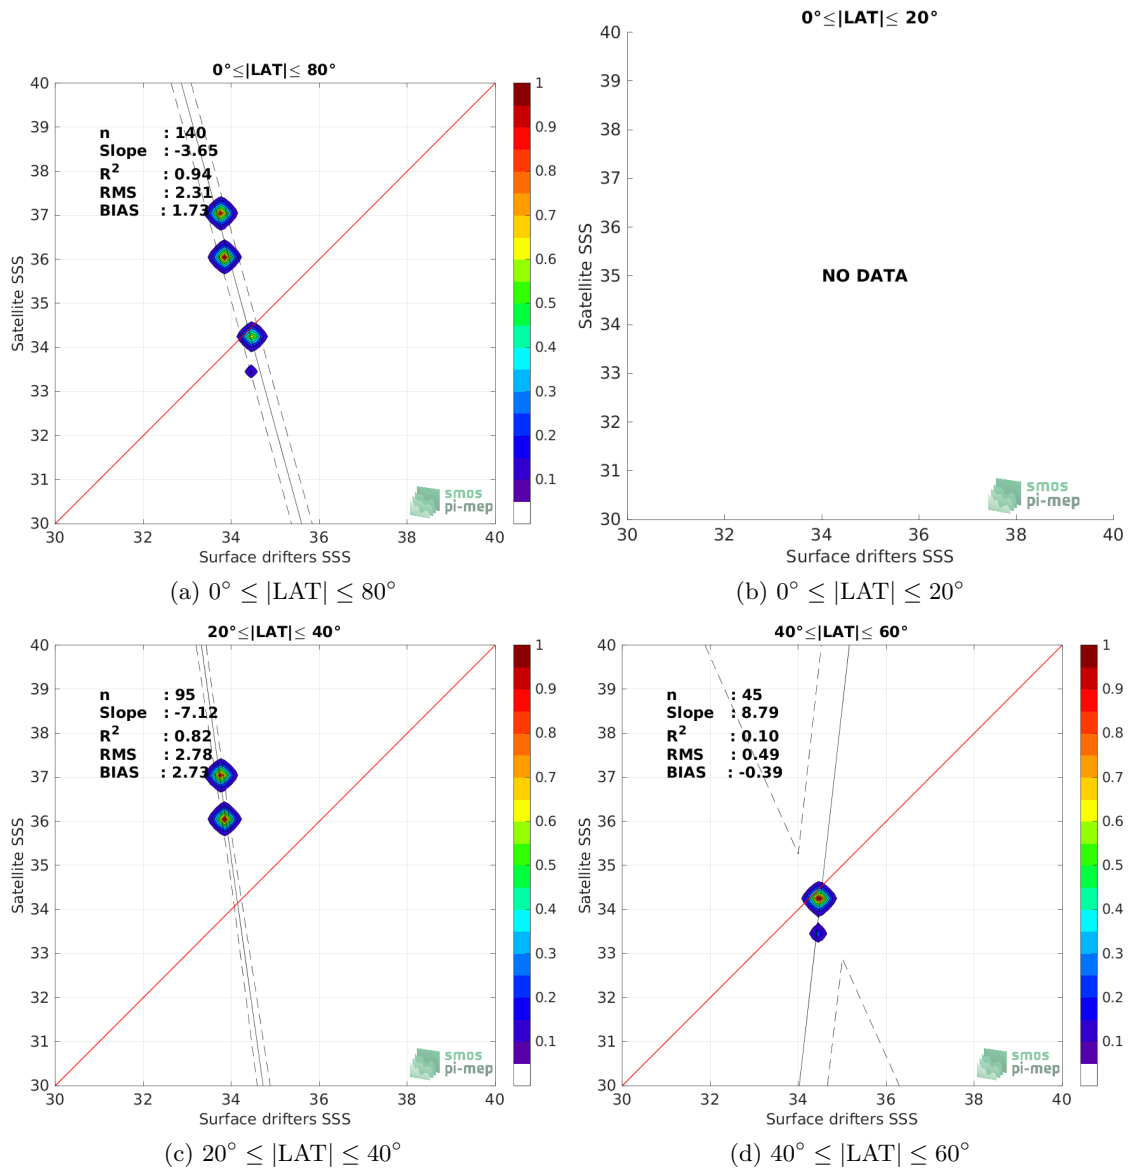 0°≤|LAT|≤ 80°
40
39
38
37
36
35
34
33
32
31
30
Satellite SSS
n : 140
Slope : -3.65
R2 : 0.94
RMS : 2.31
BIAS : 1.73
30 32 34 36 38 40
Surface drifters SSS
1
0.9
0.8
0.7
0.6
0.5
0.4
0.3
0.2
0.1
smos
pi-mep
(a) 0° ≤ |LAT| ≤ 80°
0°≤|LAT|≤ 20°
40
39
38
37
36
35
34
33
32
31
30
Satellite SSS
NO DATA
smos
pi-mep
30 32 34 36 38 40
Surface drifters SSS
(b) 0° ≤ |LAT| ≤ 20°
20°≤|LAT|≤ 40°
40
39
38
37
36
35
34
33
32
31
30
Satellite SSS
n : 95
Slope : -7.12
R2 : 0.82
RMS : 2.78
BIAS : 2.73
30 32 34 36 38 40
Surface drifters SSS
1
0.9
0.8
0.7
0.6
0.5
0.4
0.3
0.2
0.1
smos
pi-mep
(c) 20° ≤ |LAT| ≤ 40°
40°≤|LAT|≤ 60°
40
39
38
37
36
35
34
33
32
31
30
Satellite SSS
n : 45
Slope : 8.79
R2 : 0.10
RMS : 0.49
BIAS : -0.39
30 32 34 36 38 40
Surface drifters SSS
1
0.9
0.8
0.7
0.6
0.5
0.4
0.3
0.2
0.1
smos
pi-mep
(d) 40° ≤ |LAT| ≤ 60°